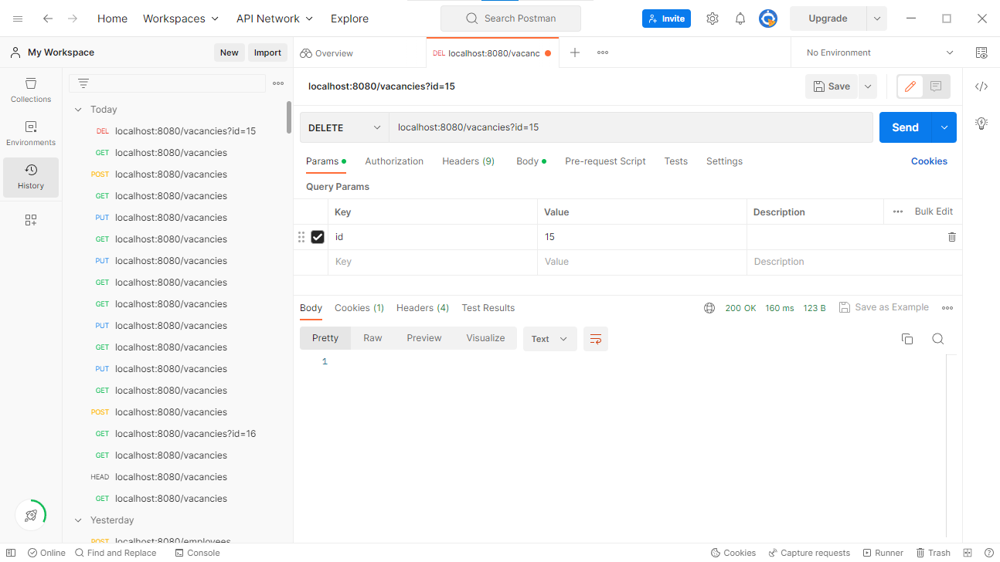 Home Workspaces API Network Explore Search Postman Invite Upgrade
My Workspace New Import Overview DEL localhost:8080/vacanc No Environment
Collections
Environments
History
Today
DEL localhost:8080/vacancies?id=15
GET localhost:8080/vacancies
POST localhost:8080/vacancies
GET localhost:8080/vacancies
PUT localhost:8080/vacancies
GET localhost:8080/vacancies
PUT localhost:8080/vacancies
GET localhost:8080/vacancies
GET localhost:8080/vacancies
PUT localhost:8080/vacancies
GET localhost:8080/vacancies
PUT localhost:8080/vacancies
GET localhost:8080/vacancies
POST localhost:8080/vacancies
GET localhost:8080/vacancies?id=16
GET localhost:8080/vacancies
HEAD localhost:8080/vacancies
GET localhost:8080/vacancies
Yesterday
POST localhost:8080/employees
localhost:8080/vacancies?id=15 Save
DELETE localhost:8080/vacancies?id=15 Send
Params Authorization Headers (9) Body Pre-request Script Tests Settings Cookies
Query Params
Key Value Description Bulk Edit
id 15
Key Value Description
Body Cookies (1) Headers (4) Test Results 200 OK 160 ms 123 B Save as Example
Pretty Raw Preview Visualize Text
1
Online Find and Replace Console Cookies Capture requests Runner Trash